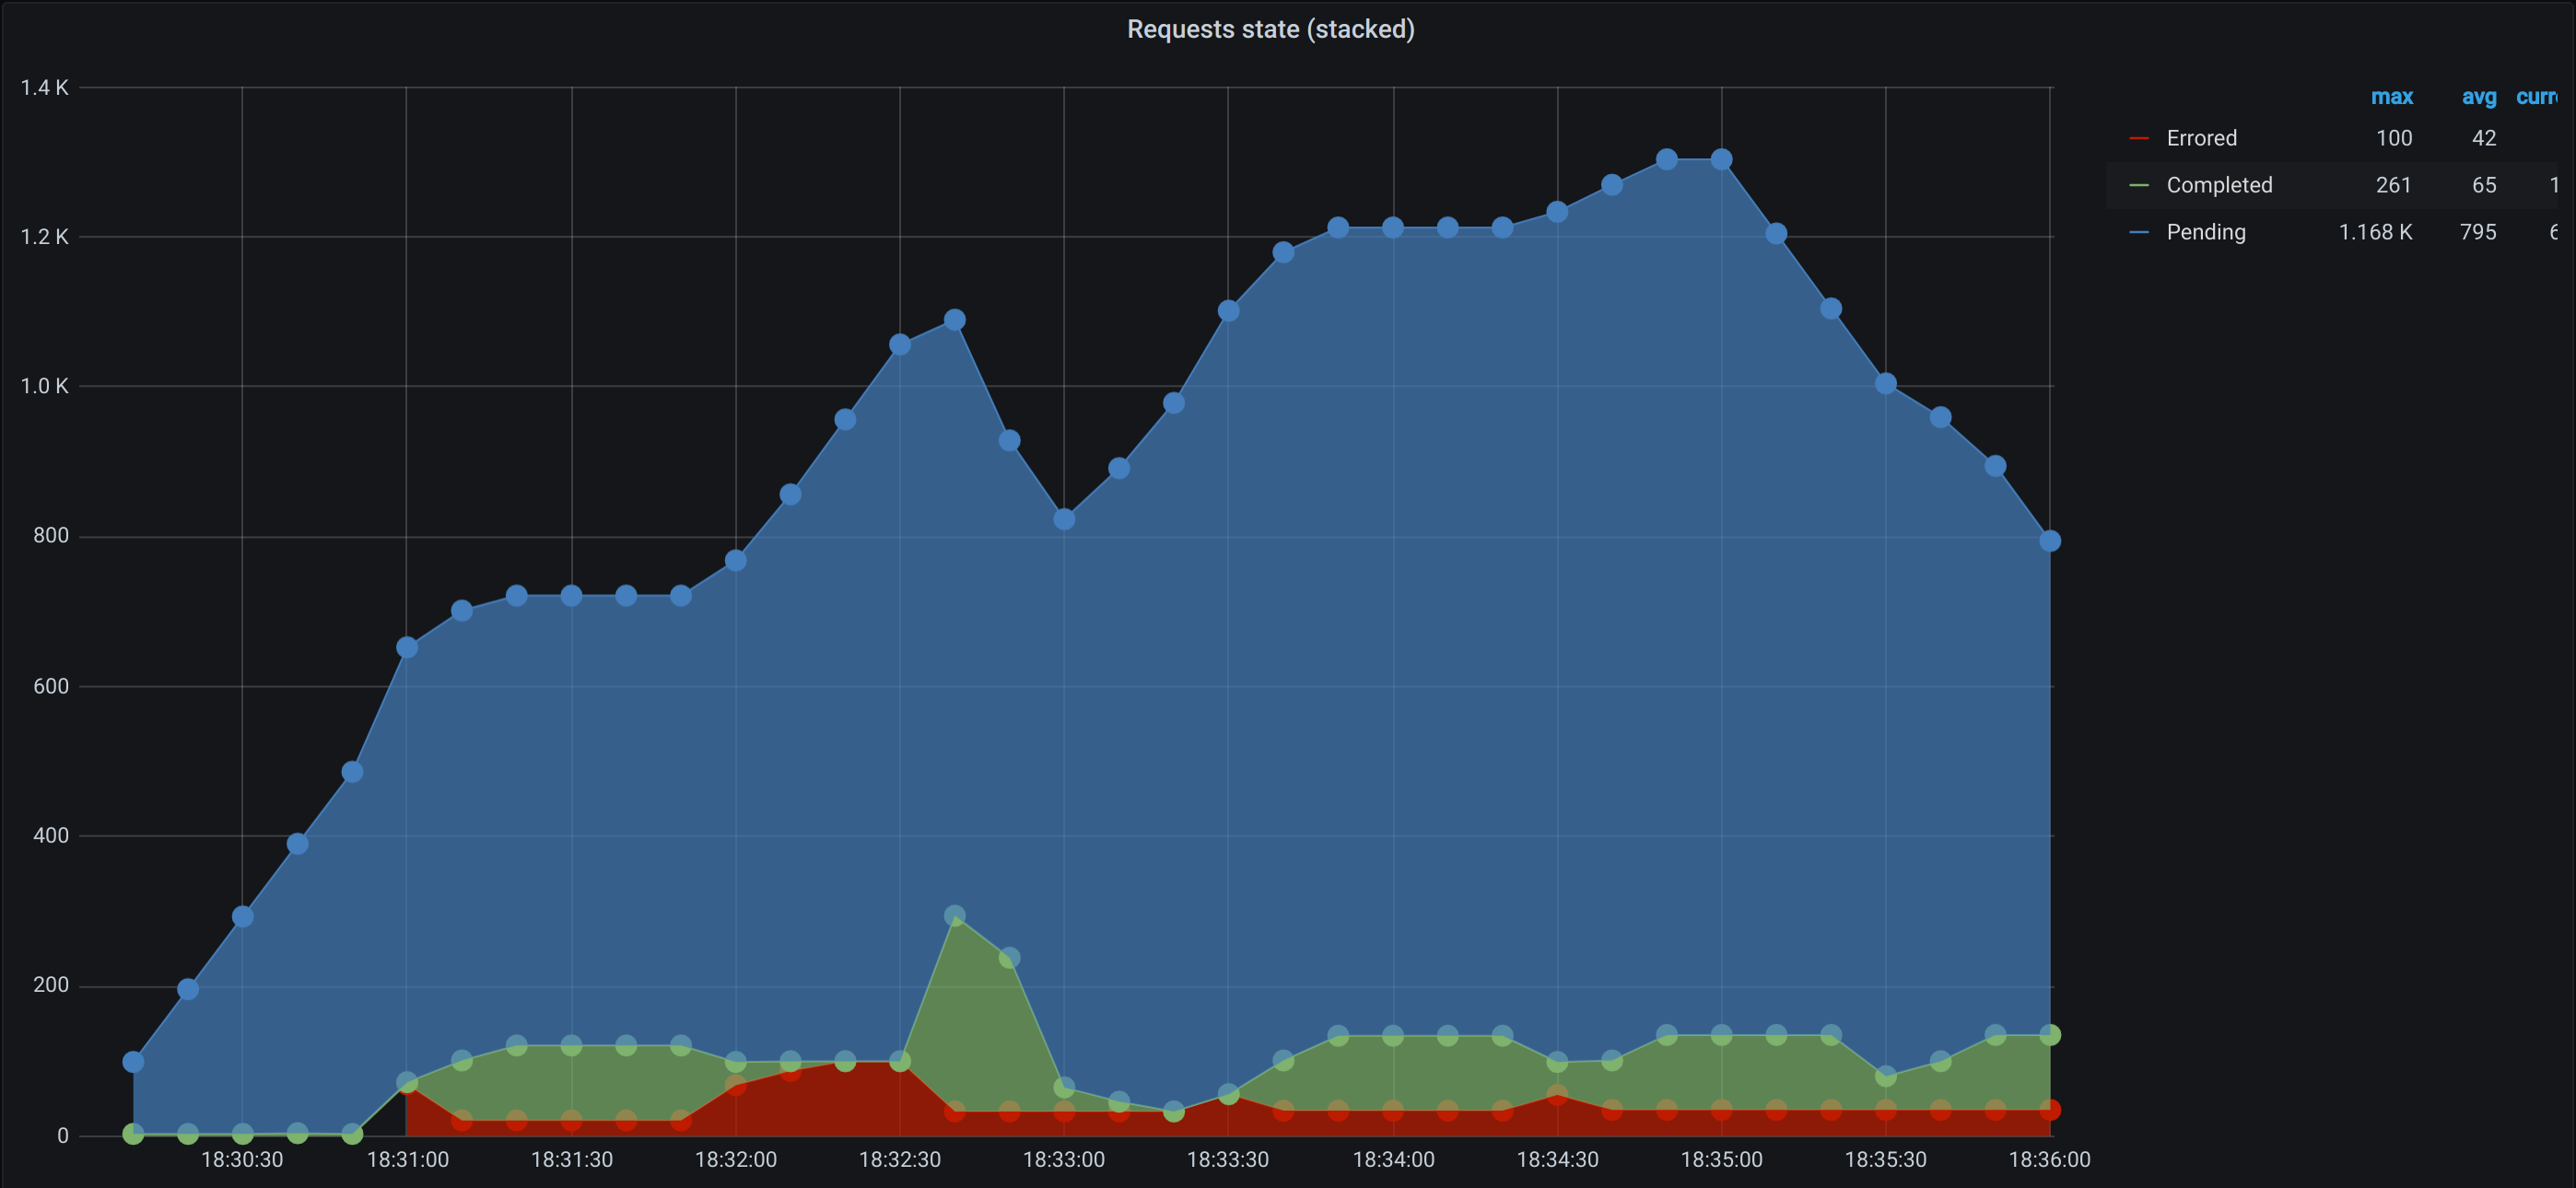 Requests state (stacked)
1.4 K
1.2 K
1.0 K
800
600
400
200
0
18:30:30 18:31:00 18:31:30 18:32:00 18:32:30 18:33:00 18:33:30 18:34:00 18:34:30 18:35:00 18:35:30 18:36:00
max avg
Errored 100 42
Completed 261 65 1
Pending 1.168 K 795